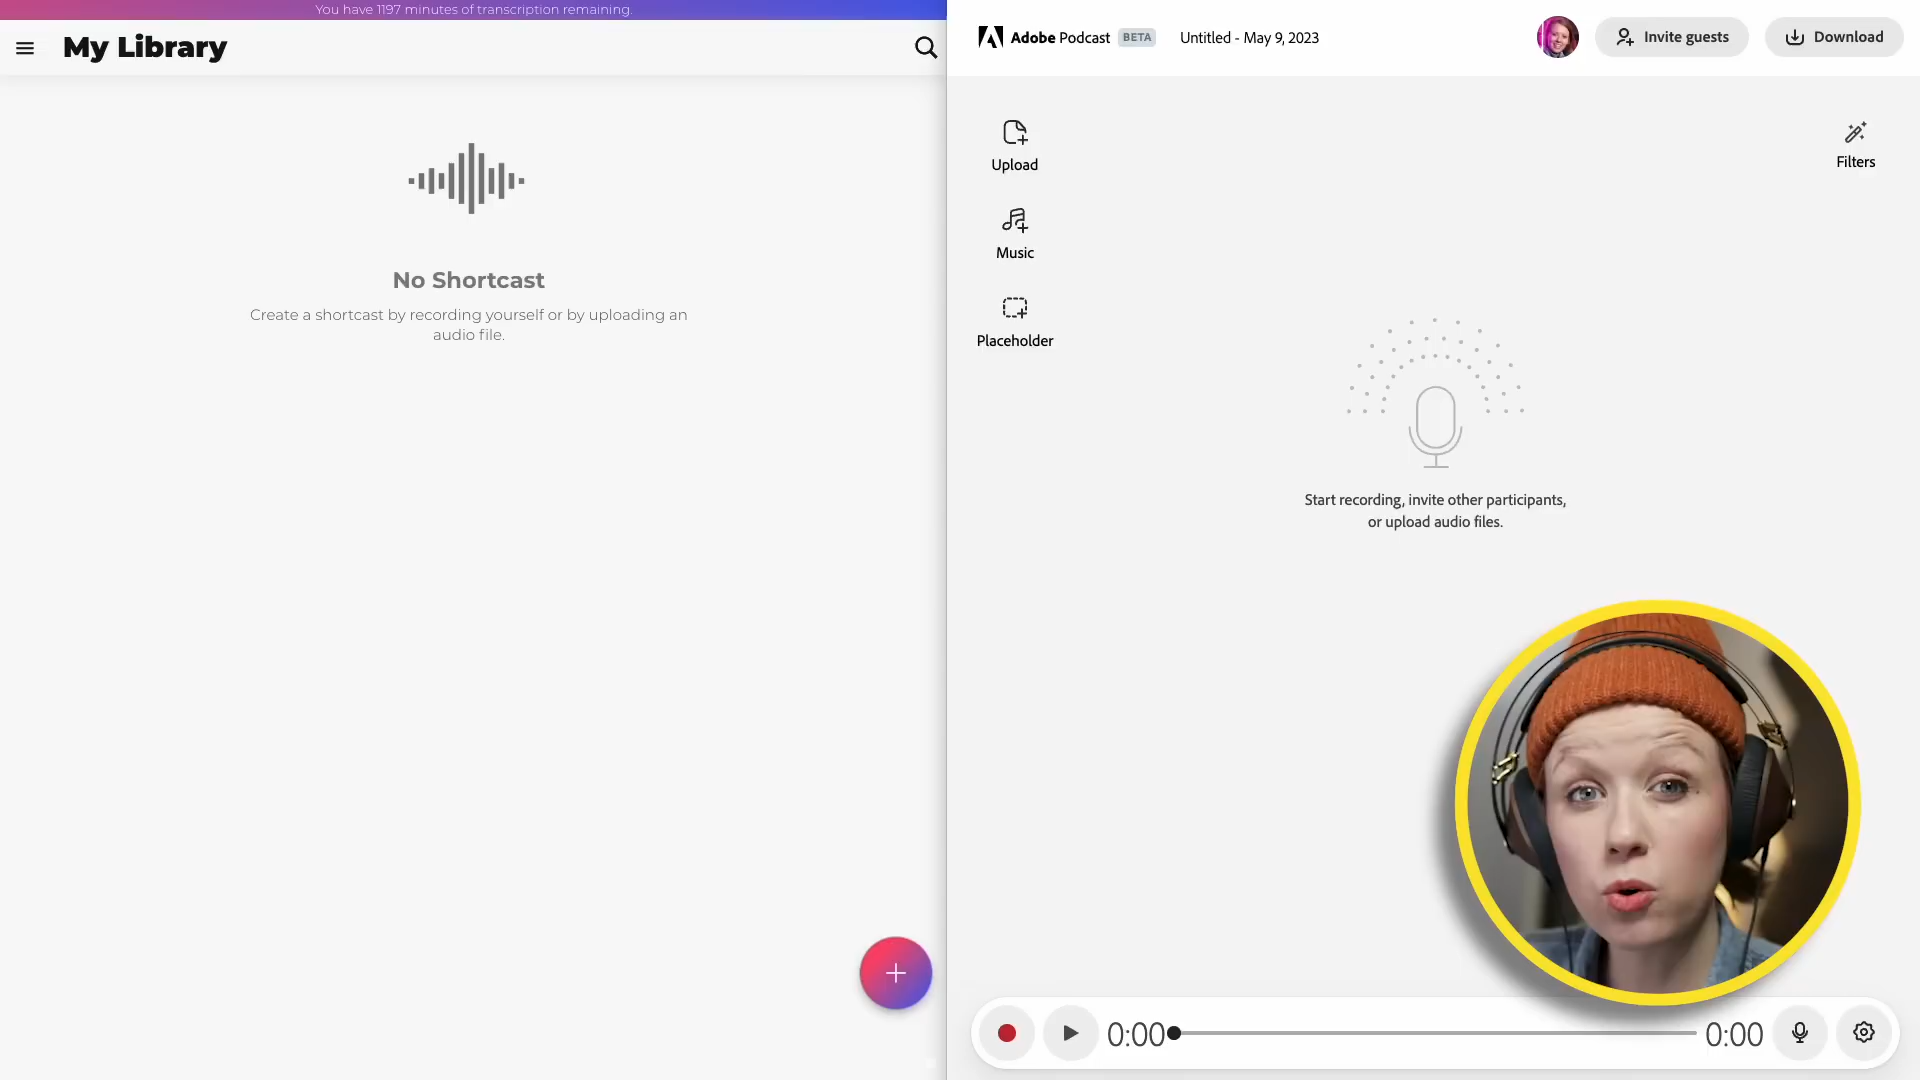 You have 1197 minutes of transcription remaining.
My Library
No Shortcast
Create a shortcast by recording yourself or by uploading an
audio file.
Adobe Podcast BETA
Untitled - May 9, 2023
Invite guests
Download
Upload
Music
Placeholder
Filters
Start recording, invite other participants,
or upload audio files.
0:00
0:00